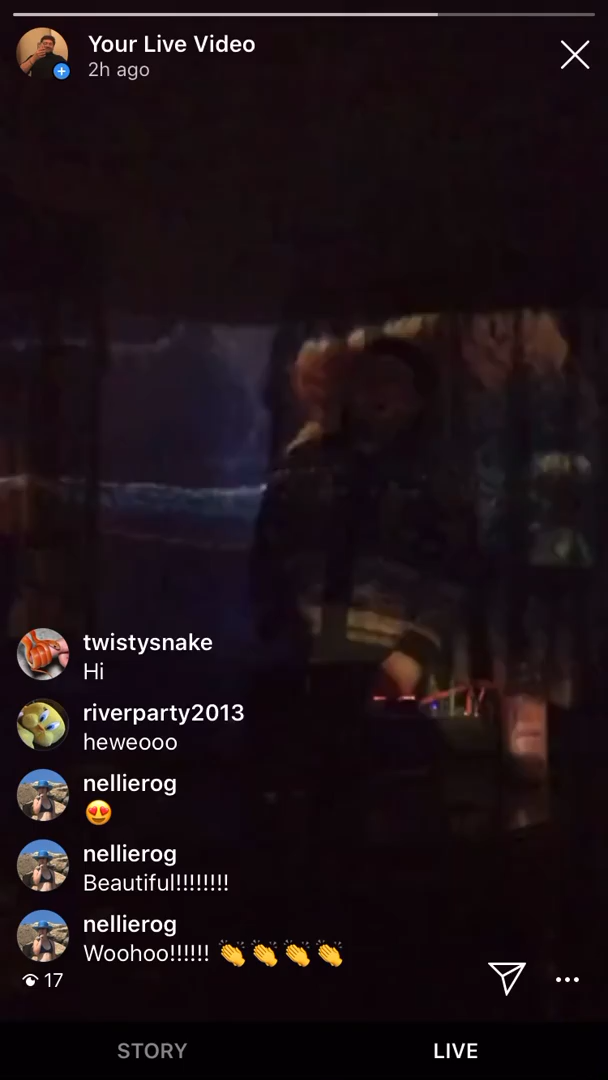 Your Live Video
2h ago
twistysnake
Hi
riverparty2013
heweooo
nellierog
😍
nellierog
Beautiful!!!!!!!!
nellierog
Woohoo!!!!!! 👏👏👏👏
17
STORY LIVE